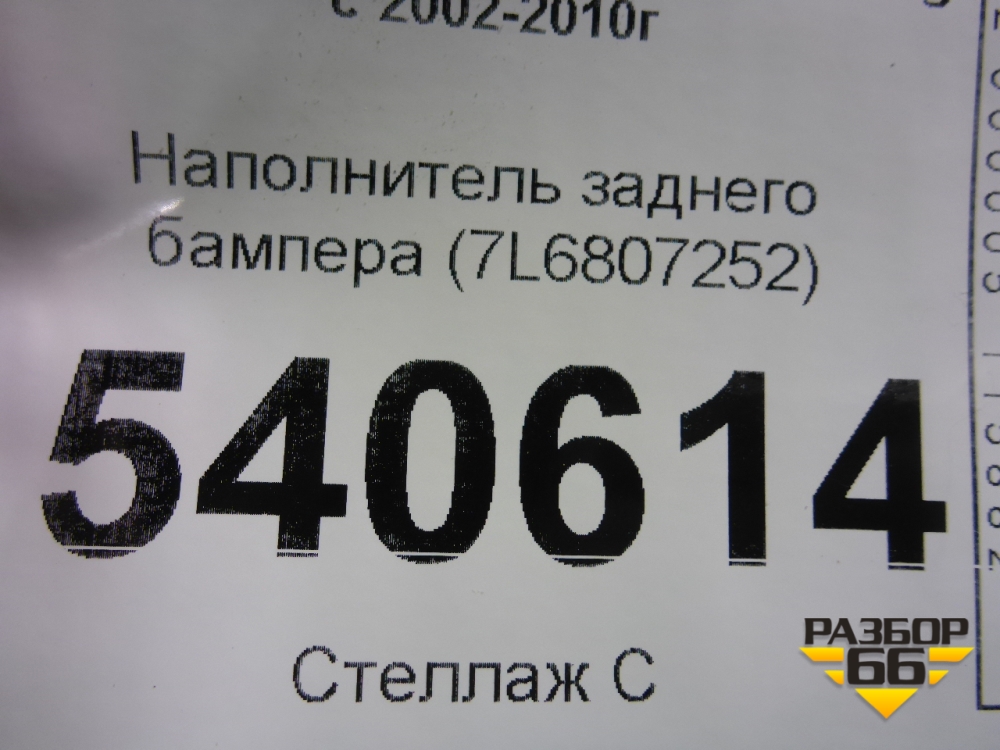 с 2002-2010г
Наполнитель заднего
бампера (7L6807252)
540614
Стеллаж С
РАЗБОР
66